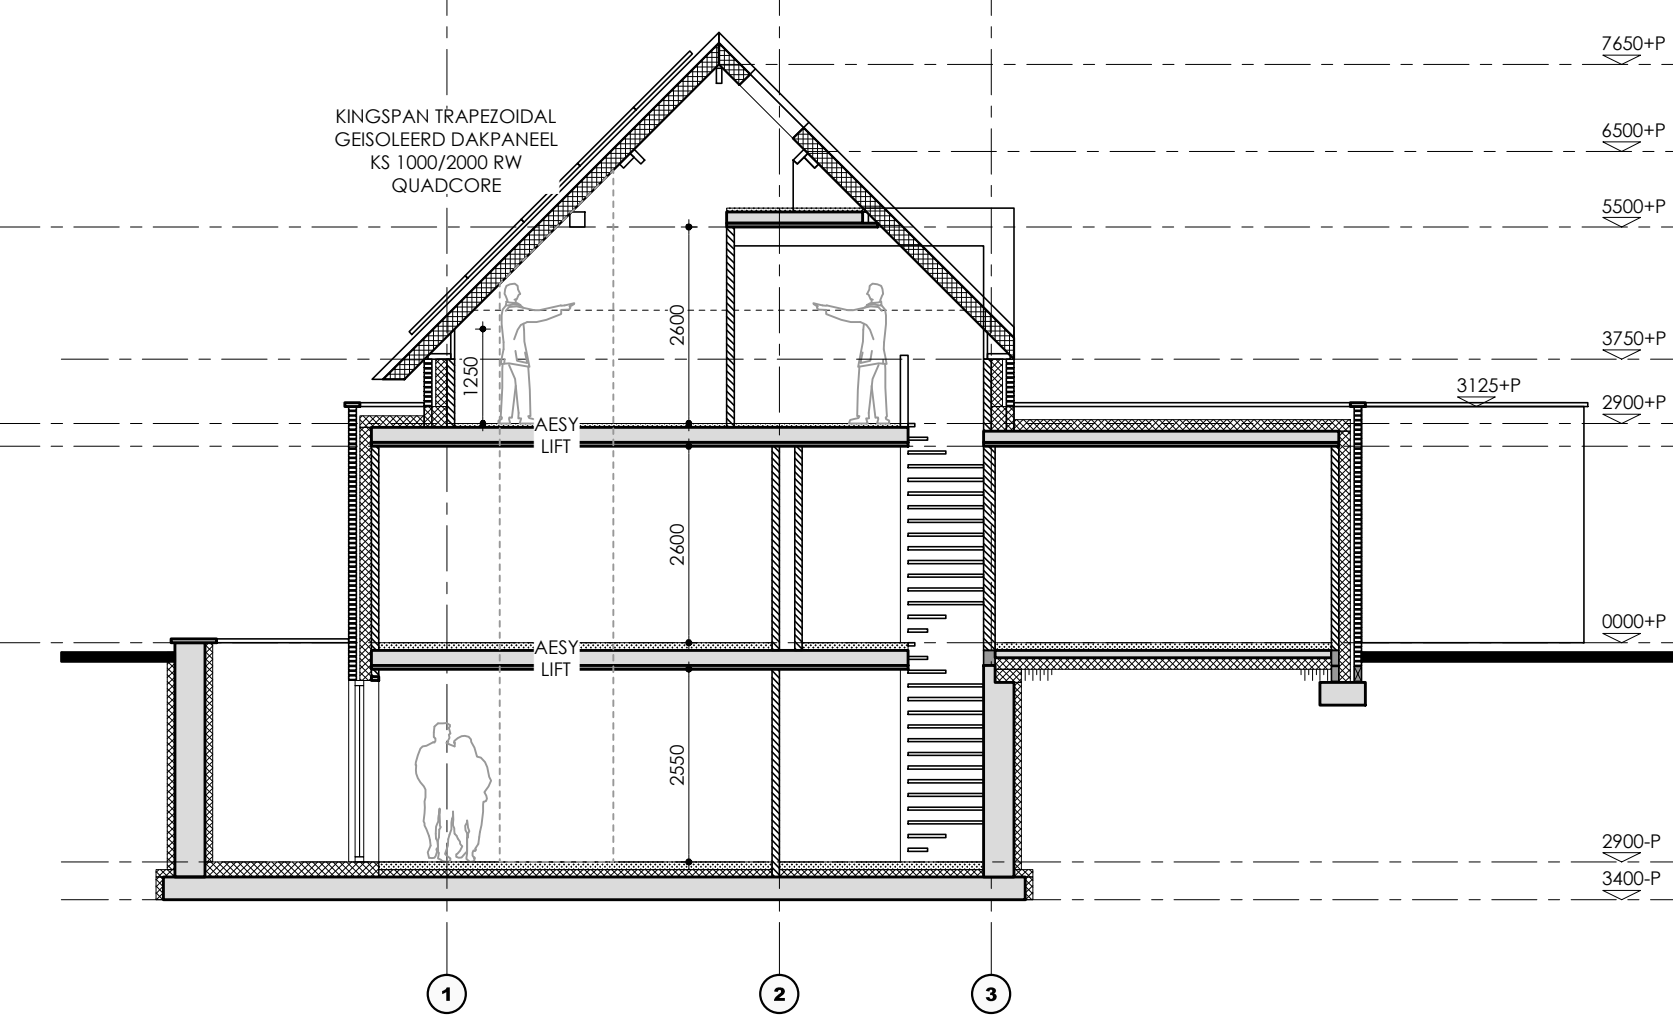 7650+P
KINGSPAN TRAPEZOIDAL
GEISOLEERD DAKPANEEL
KS 1000/2000 RW
QUADCORE
6500+P
5500+P
2600
3750+P
1250
3125+P
2900+P
AESY
LIFT
2600
0000+P
AESY
LIFT
2550
2900-P
3400-P
1
2
3